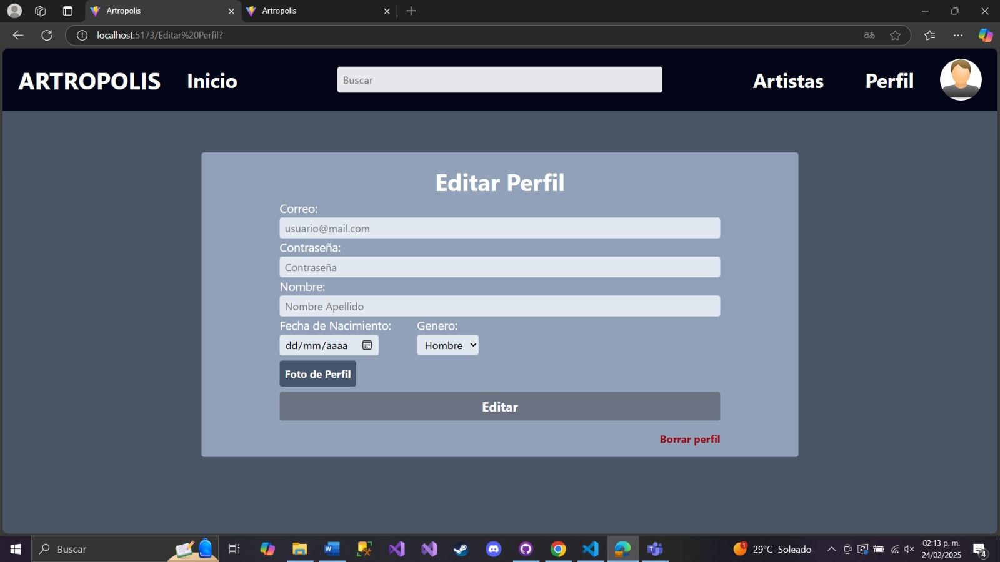 Artropolis
Artropolis
localhost:5173/Editar%20Perfil?
ARTROPOLIS Inicio Buscar Artistas Perfil
Editar Perfil
Correo:
usuario@mail.com
Contraseña:
Contraseña
Nombre:
Nombre Apellido
Fecha de Nacimiento: Genero:
dd/mm/aaaa Hombre
Foto de Perfil
Editar
Borrar perfil
Buscar
1
29°C Soleado
02:13 p. m.
24/02/2025
4